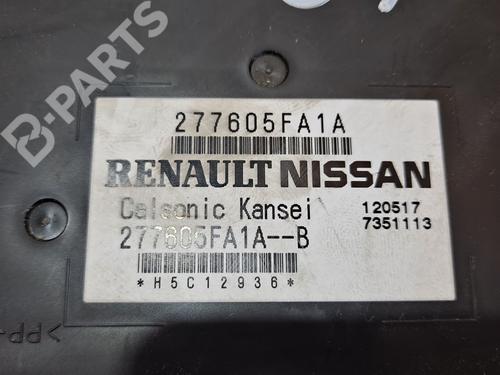 B-PARTS
277605FA1A
RENAULT NISSAN
Calsonic Kansei 120517
277605FA1A--B 7351113
*H5C12936*